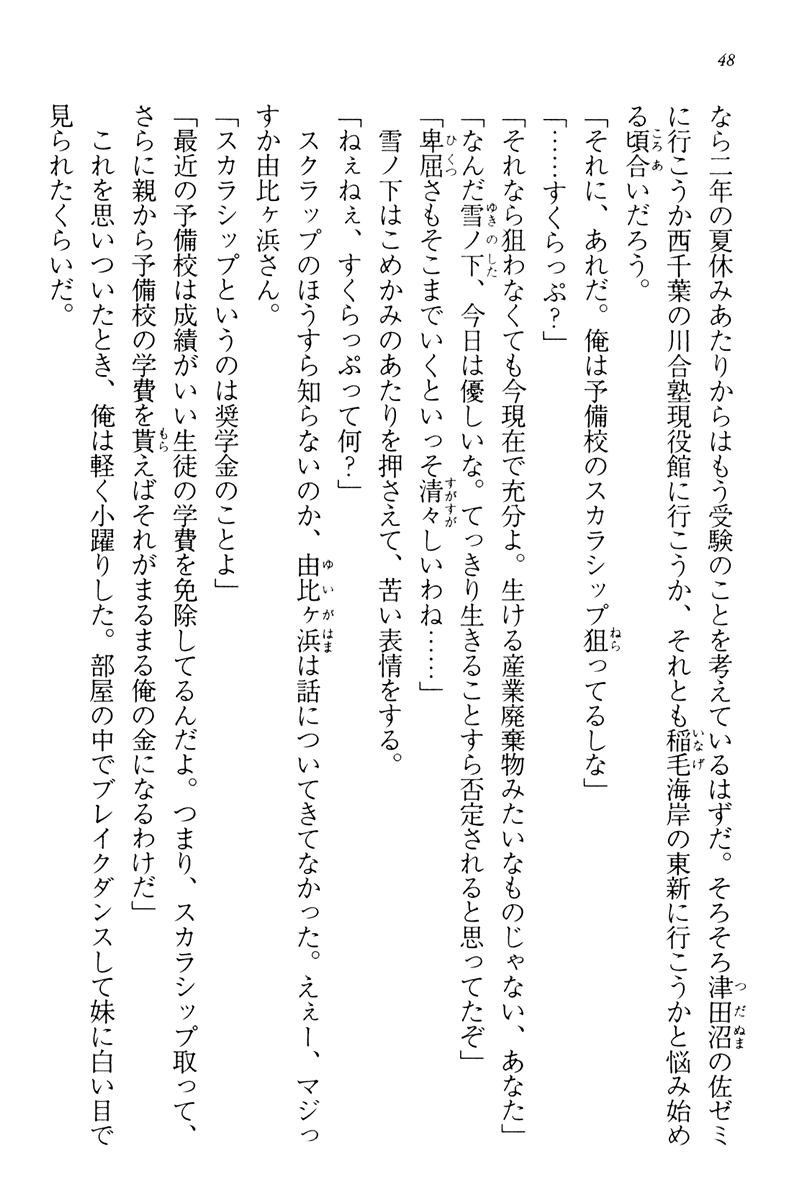 48
なら二年の夏休みあたりからはもう受験のことを考えているはずだ。そろそろ津田沼の佐ゼミ
に行こうか西千葉の川合塾現役館に行こうか、それとも稲毛海岸の東新に行こうかと悩み始め
る頃合いだろう。
「それに、あれだ。俺は予備校のスカラシップ狙ってるしな」
「……すくらっぷ？」
「それなら狙わなくても今現在で充分よ。生ける産業廃棄物みたいなものじゃない、あなた」
「なんだ雪ノ下、今日は優しいな。てっきり生きることすら否定されると思ってたぞ」
「卑屈さもそこまでいくといっそ清々しいわね……」
雪ノ下はこめかみのあたりを押さえて、苦い表情をする。
「ねぇねぇ、すくらっぷって何？」
スクラップのほうすら知らないのか、由比ヶ浜は話についてきてなかった。えぇー、マジっ
すか由比ヶ浜さん。
「スカラシップというのは奨学金のことよ」
「最近の予備校は成績がいい生徒の学費を免除してるんだよ。つまり、スカラシップ取って、
さらに親から予備校の学費を貰えばそれがまるまる俺の金になるわけだ」
これを思いついたとき、俺は軽く小躍りした。部屋の中でブレイクダンスして妹に白い目で
見られたくらいだ。